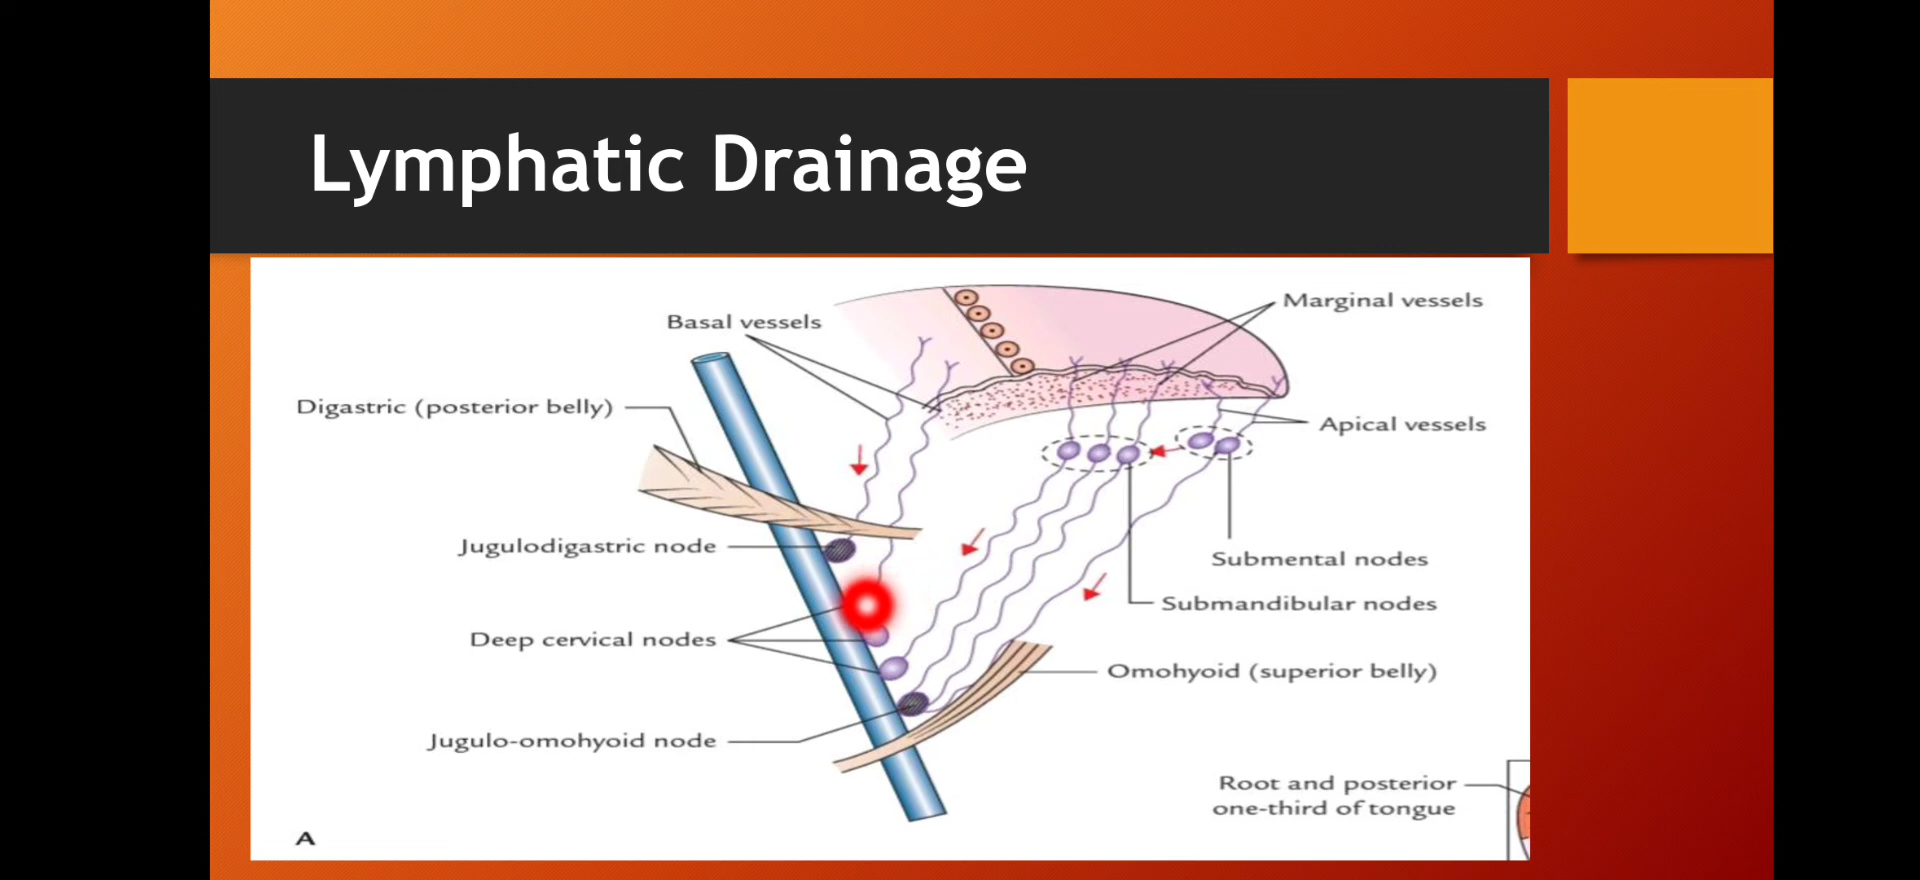 Lymphatic Drainage
Marginal vessels
Basal vessels
Digastric (posterior belly)
Apical vessels
Jugulodigastric node
Submental nodes
Submandibular nodes
Deep cervical nodes
Omohyoid (superior belly)
Jugulo-omohyoid node
Root and posterior
one-third of tongue
A